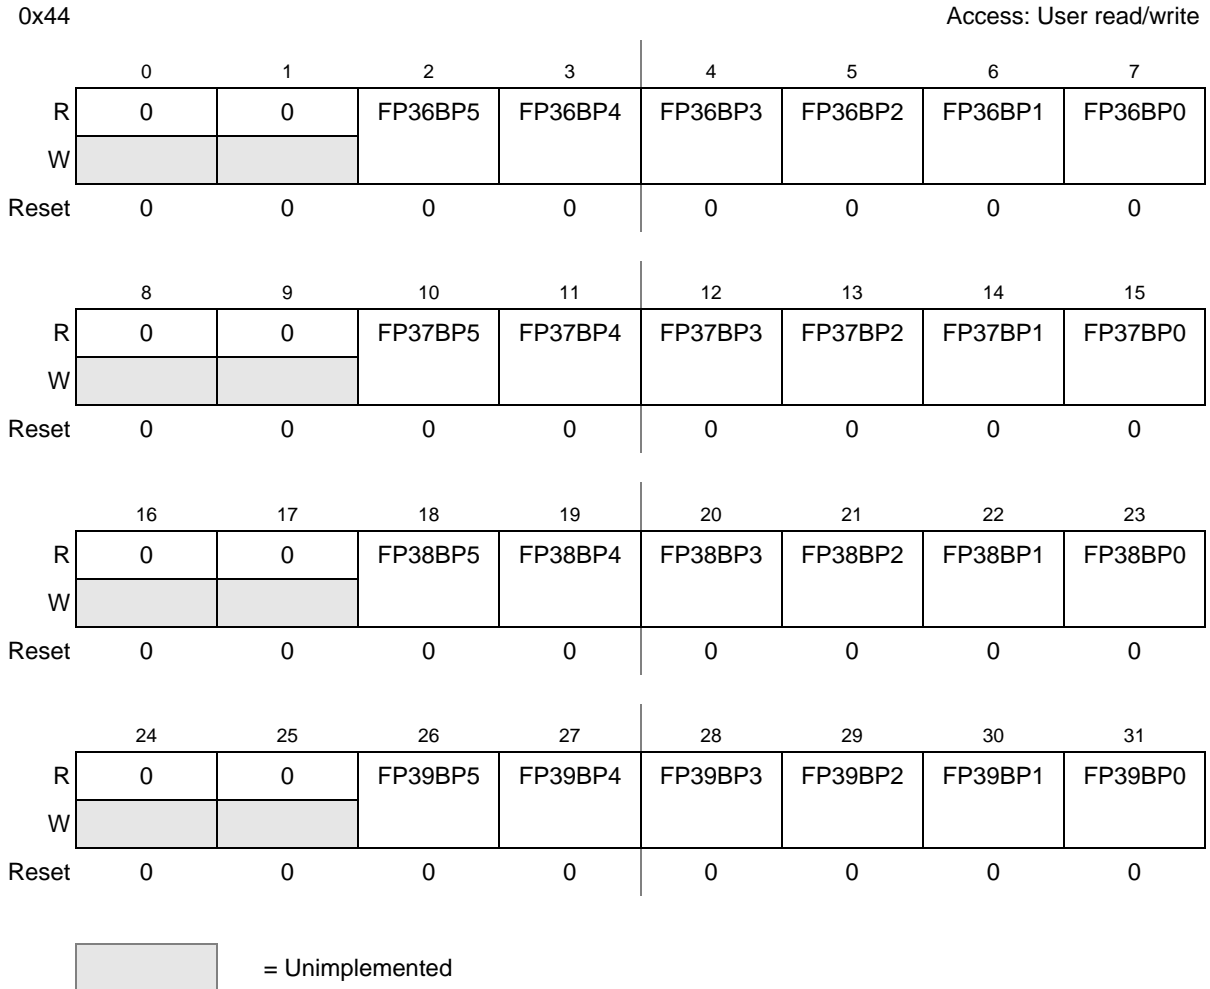 0x44 Access: User read/write
0 1 2 3 4 5 6 7
R 0 0 FP36BP5 FP36BP4 FP36BP3 FP36BP2 FP36BP1 FP36BP0
W
Reset 0 0 0 0 0 0 0 0
8 9 10 11 12 13 14 15
R 0 0 FP37BP5 FP37BP4 FP37BP3 FP37BP2 FP37BP1 FP37BP0
W
Reset 0 0 0 0 0 0 0 0
16 17 18 19 20 21 22 23
R 0 0 FP38BP5 FP38BP4 FP38BP3 FP38BP2 FP38BP1 FP38BP0
W
Reset 0 0 0 0 0 0 0 0
24 25 26 27 28 29 30 31
R 0 0 FP39BP5 FP39BP4 FP39BP3 FP39BP2 FP39BP1 FP39BP0
W
Reset 0 0 0 0 0 0 0 0
= Unimplemented